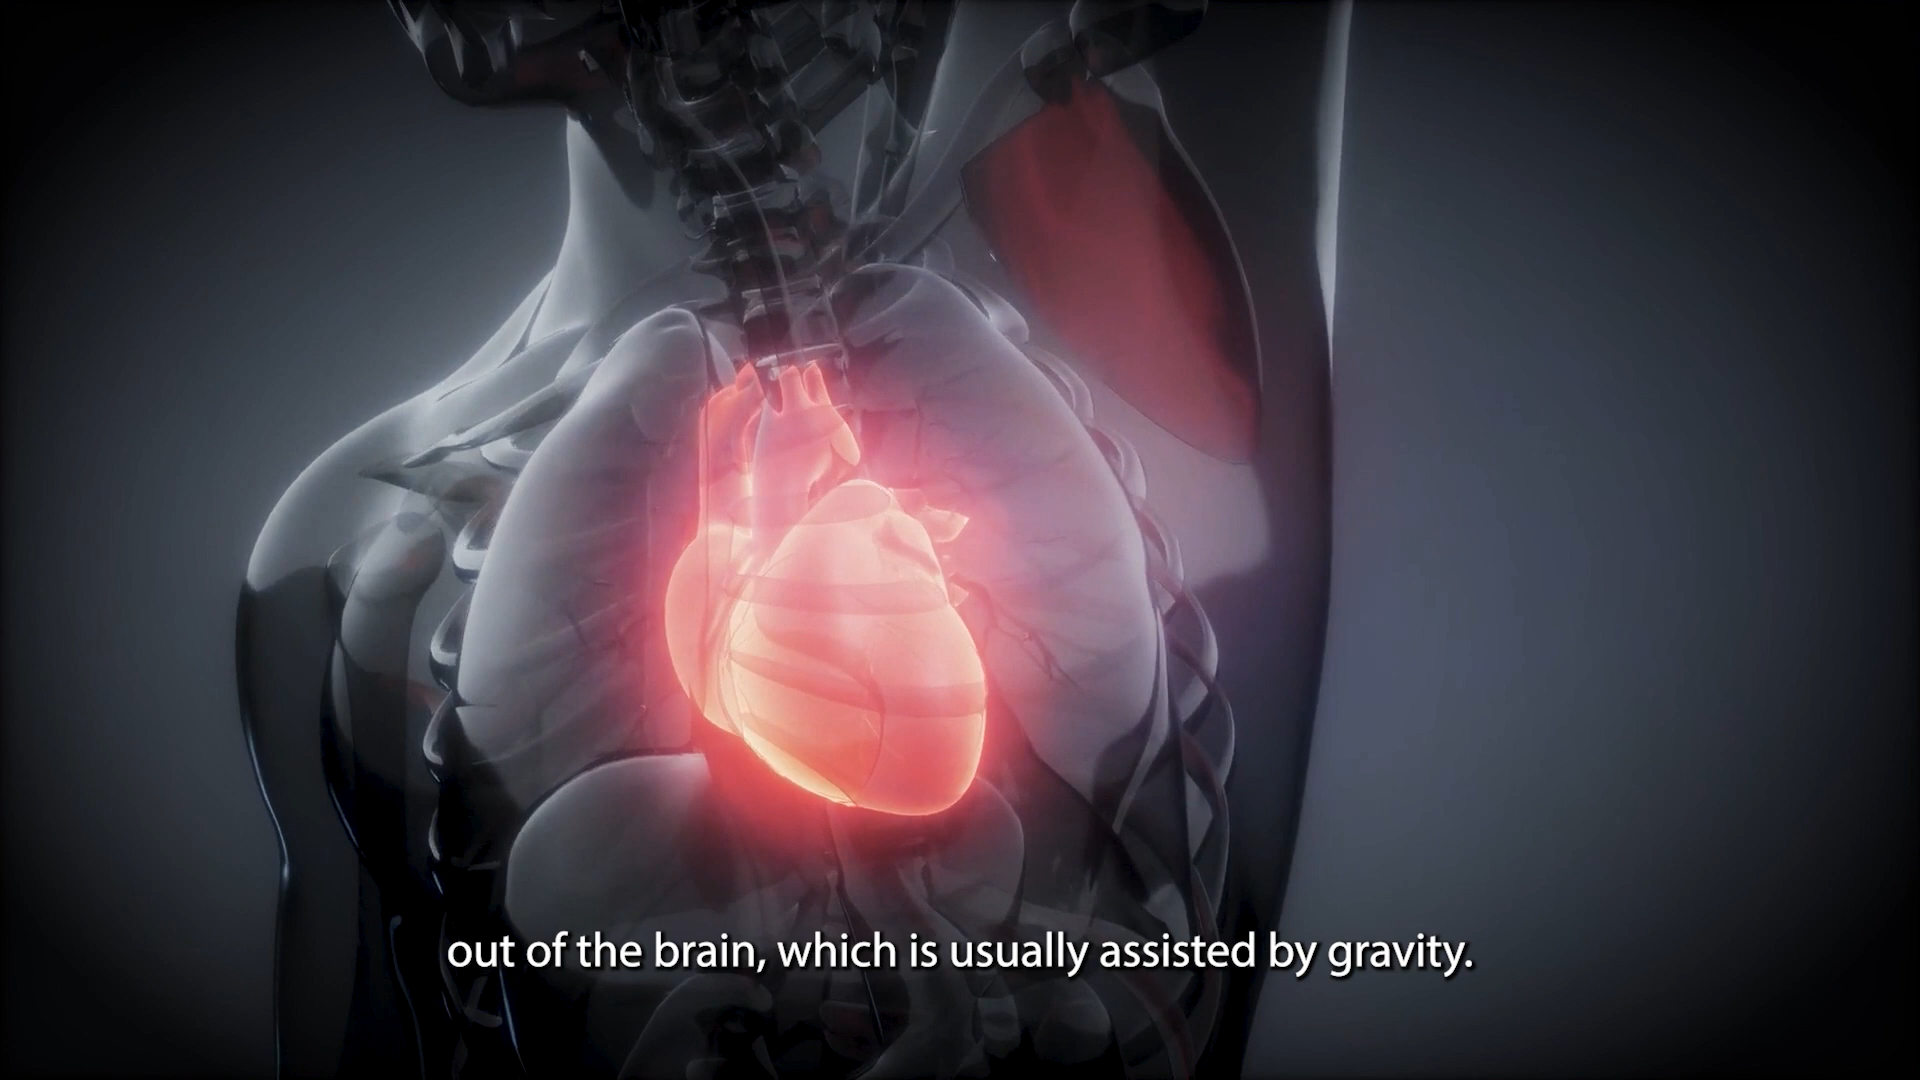 out of the brain, which is usually assisted by gravity.